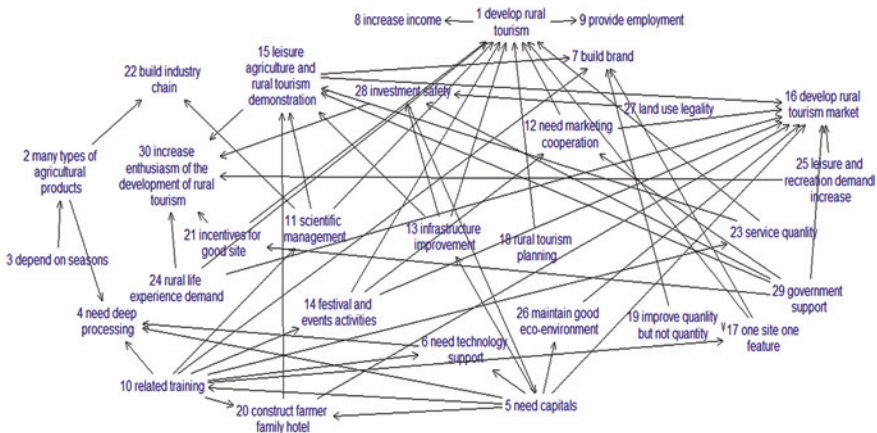 8 increase income
1 develop rural
tourism
9 provide employment
15 leisure
agriculture and
rural tourism
demonstration
7 build brand
22 build industry
chain
28 investment safety
27 land use legality
16 develop rural
tourism market
12 need marketing
cooperation
2 many types of
agricultural
products
30 increase
enthusiasm of the
development of rural
tourism
25 leisure and
recreation demandl
increase
21 incentives for
good site
11 scientific
management
13 infrastructure
improvement
18 rural tourism
planning
23 service quanlity
3 depend on seasons
24 rural life
experience demand
29 government
support
4 need deep
processing
14 festival and
events activities
26 maintain good
eco-environment
19 improve quanlity
but not quantity
17 one site one
feature
6 need technology
support
10 related training
20 construct farmer
family hotel
5 need capitals